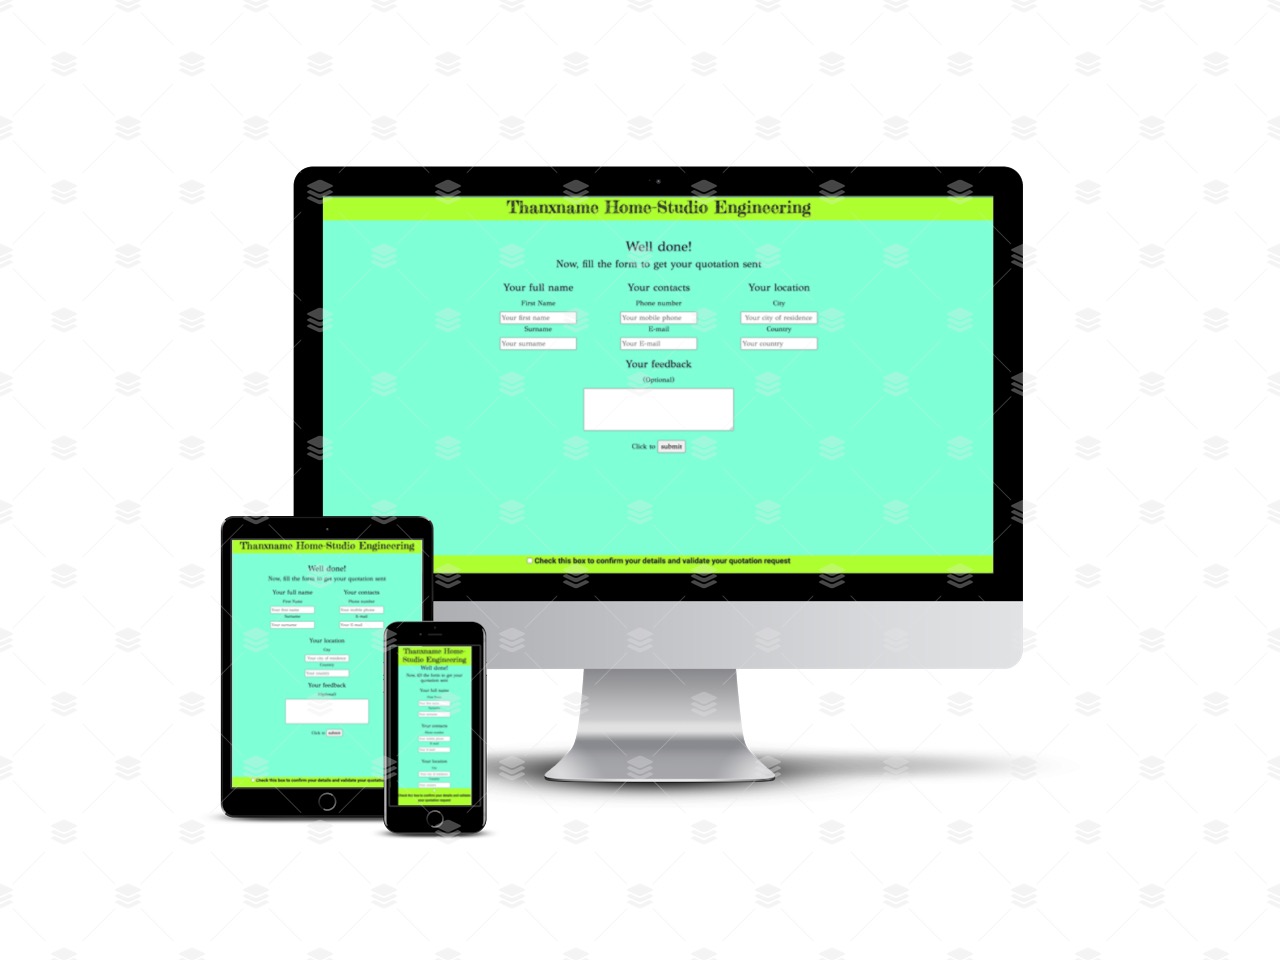 Thanxname Home-Studio Engineering
Well done!
Now, fill the form to get your quotation sent
Your full name
Your contacts
Your location
First Name
Phone number
City
Your first name
Your mobile phone
Your city of residence
Surname
E-mail
Country
Your surname
Your E-mail
Your country
Your feedback
(Optional)
Click to submit
Check this box to confirm your details and validate your quotation request
Thanxname Home-Studio Engineering
Well done!
Now, fill the form to get your quotation sent
Your full name
Your contacts
First Name
Phone number
Your first name
Your mobile phone
Surname
E-mail
Your surname
Your E-mail
Your location
City
Your city of residence
Country
Your country
Your feedback
(Optional)
Click to submit
Check this box to confirm your details and validate your quotation
Thanxname Home-
Studio Engineering
Well done!
Now, fill the form to get your
quotation sent
Your full name
Your contacts
E-mail
Your location
City
Country
Check this box to confirm your details and validate
your quotation request